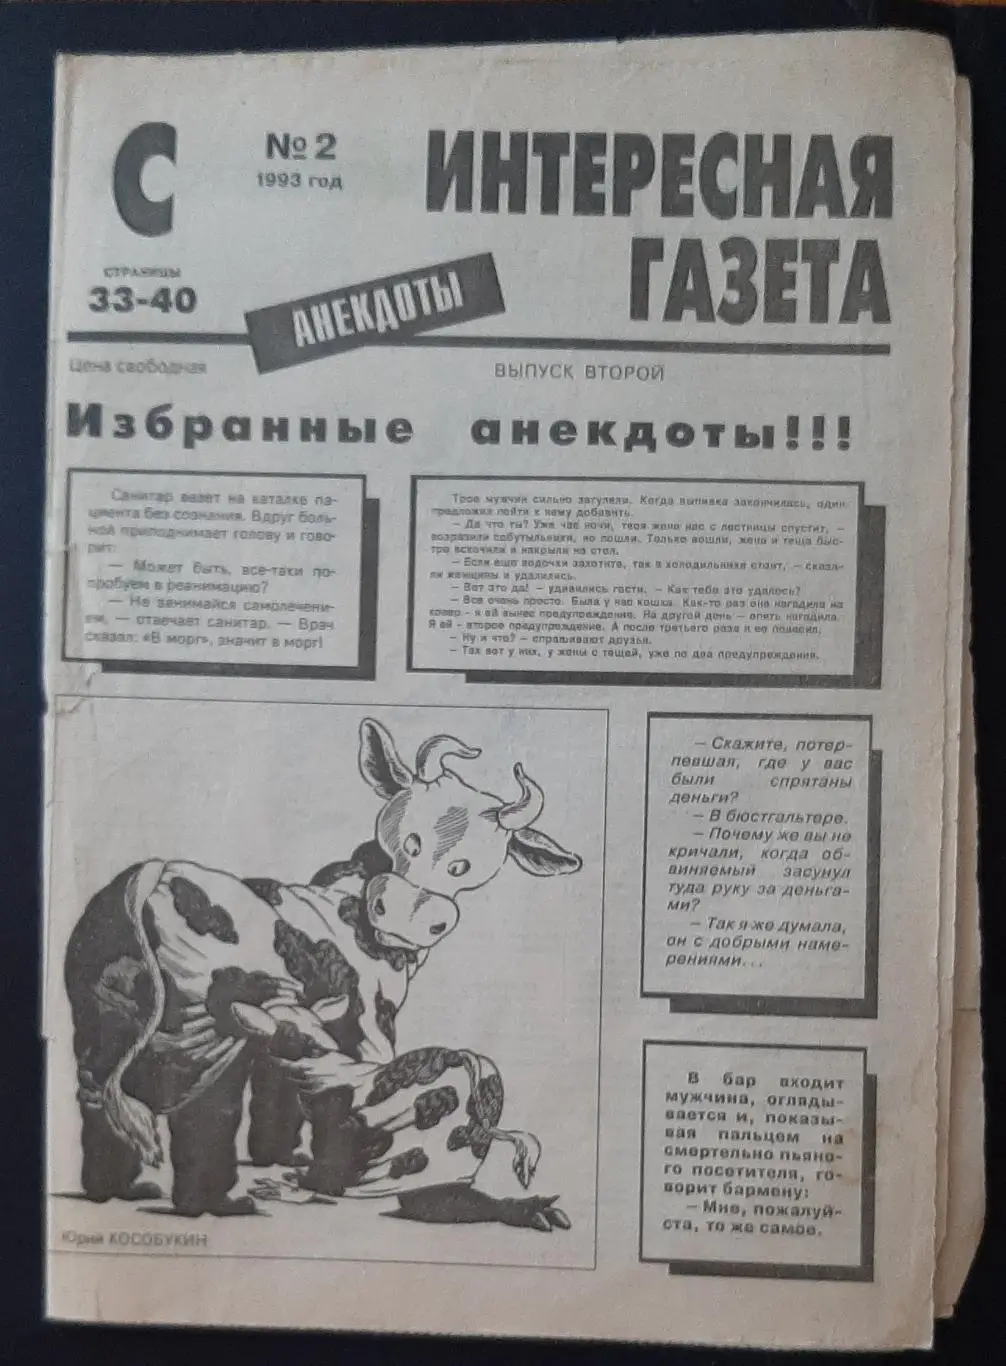 С
№ 2
1993 год
ИНТЕРЕСНАЯ
ГАЗЕТА
СТРАНИЦЫ
33-40
АНЕКДОТЫ
Цена свободная
ВЫПУСК ВТОРОЙ
Избранные анекдоты!!!
Санитар везет на каталке па-
циента без сознания. Вдруг боль-
ной приподнимает голову и гово-
рит:
— Может быть, все-таки по-
пробуем в реанимацию?
— Не занимайся самолечени-
ем, — отвечает санитар. — Врач
сказал: «В морг», значит в морг!
Трое мужчин сильно загуляли. Когда выпивка закончилась, один
предложил пойти к нему добавить.
— Да что ты? Уже час ночи, твоя жена нас с лестницы спустит, —
возразили собутыльники, но пошли. Только вошли, жена и теща быс-
тро вскочили и накрыли на стол.
— Если еще водочки захотите, так в холодильнике стоит, — сказа-
ли женщины и удалились.
— Вот это да! — удивились гости. — Как тебе это удалось?
— Все очень просто. Была у нас кошка. Как-то раз она нагадила на
ковер - я ей вынес предупреждение. На другой день — опять нагадила.
Я ей - второе предупреждение. А после третьего раза я ее повесил.
— Ну и что? — спрашивают друзья.
— Так вот у них, у жены с тещей, уже по два предупреждения.
— Скажите, потер-
певшая, где у вас
были спрятаны
деньги?
— В бюстгальтере.
— Почему же вы не
кричали, когда об-
виняемый засунул
туда руку за деньга-
ми?
— Так я же думала,
он с добрыми наме-
рениями...
В бар входит
мужчина, огляды-
вается и, показы-
вая пальцем на
смертельно пьяно-
го посетителя, го-
ворит бармену:
— Мне, пожалуй-
ста, то же самое.
Юрий КОСОБУКИН